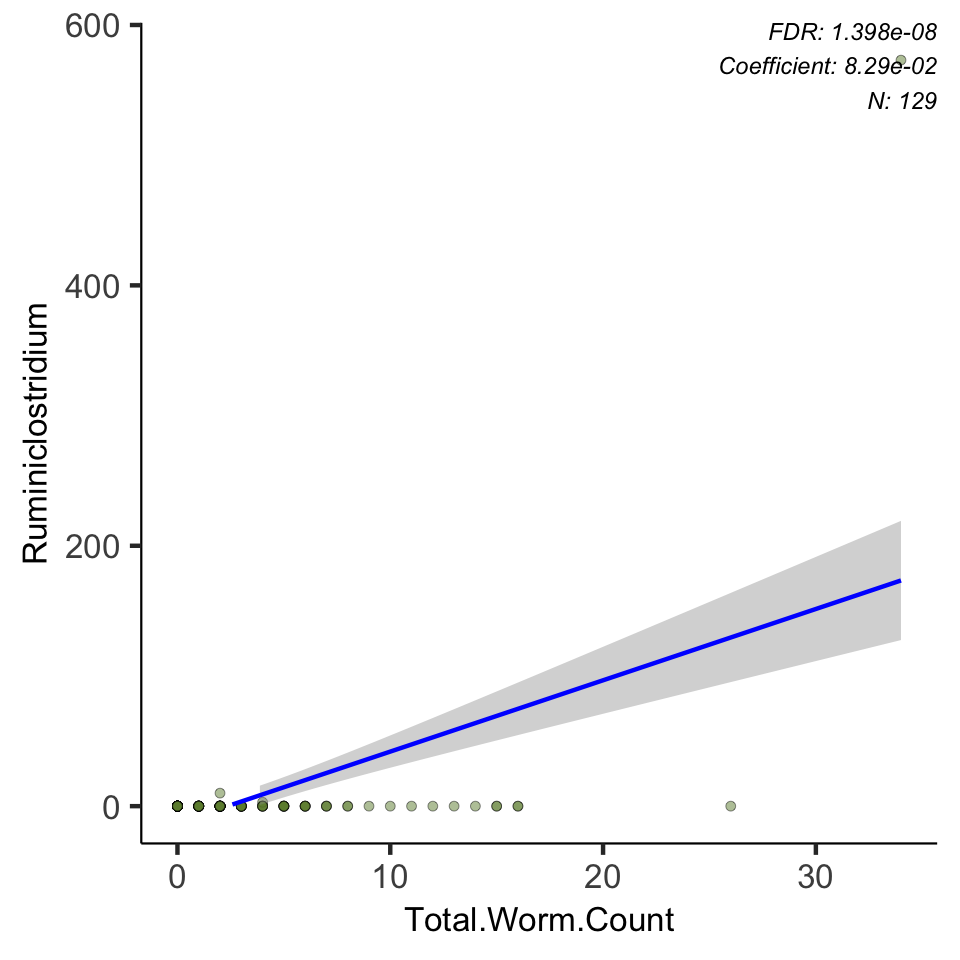 FDR: 1.398e-08
Coefficient: 8.29e-02
N: 129
600
400
200
0
Ruminiclostridium
0 10 20 30
Total.Worm.Count